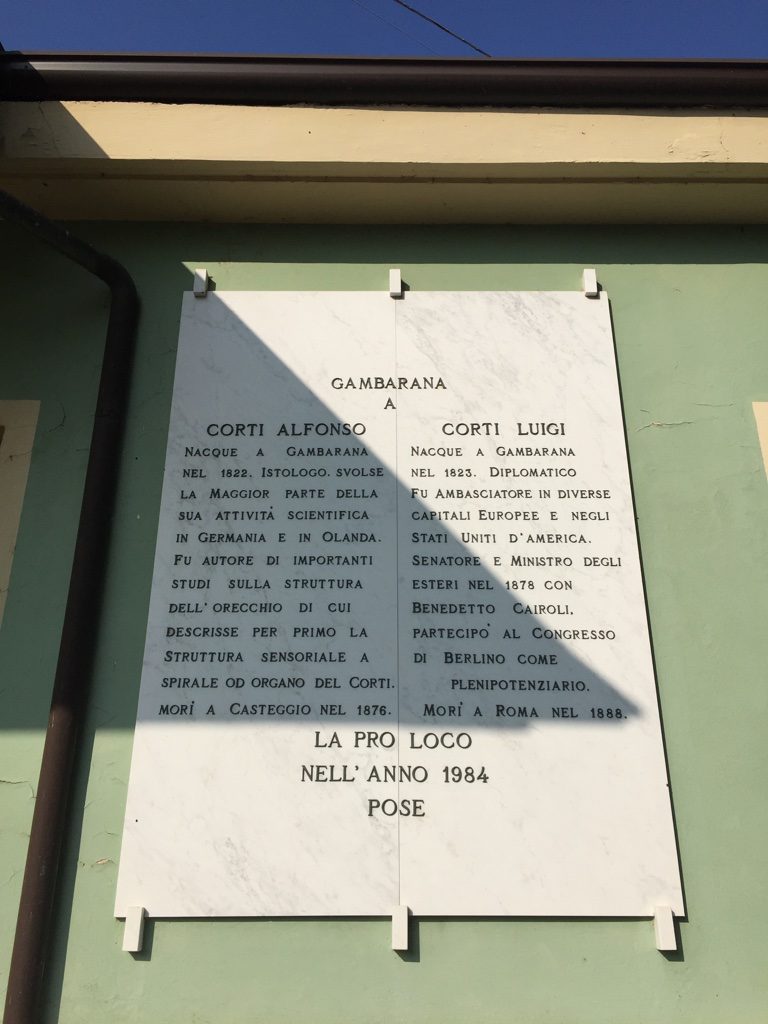 GAMBARANA
A
CORTI ALFONSO
NACQUE A GAMBARANA
NEL 1822. ISTOLOGO. SVOLSE
LA MAGGIOR PARTE DELLA
SUA ATTIVITÀ SCIENTIFICA
IN GERMANIA E IN OLANDA.
FU AUTORE DI IMPORTANTI
STUDI SULLA STRUTTURA
DELL'ORECCHIO DI CUI
DESCRISSE PER PRIMO LA
STRUTTURA SENSORIALE A
SPIRALE OD ORGANO DEL CORTI.
MORÌ A CASTEGGIO NEL 1876.
CORTI LUIGI
NACQUE A GAMBARANA
NEL 1823. DIPLOMATICO
FU AMBASCIATORE IN DIVERSE
CAPITALI EUROPEE E NEGLI
STATI UNITI D'AMERICA.
SENATORE E MINISTRO DEGLI
ESTERI NEL 1878 CON
BENEDETTO CAIROLI.
PARTECIPÒ AL CONGRESSO
DI BERLINO COME
PLENIPOTENZIARIO.
MORÌ A ROMA NEL 1888.
LA PRO LOCO
NELL'ANNO 1984
POSE